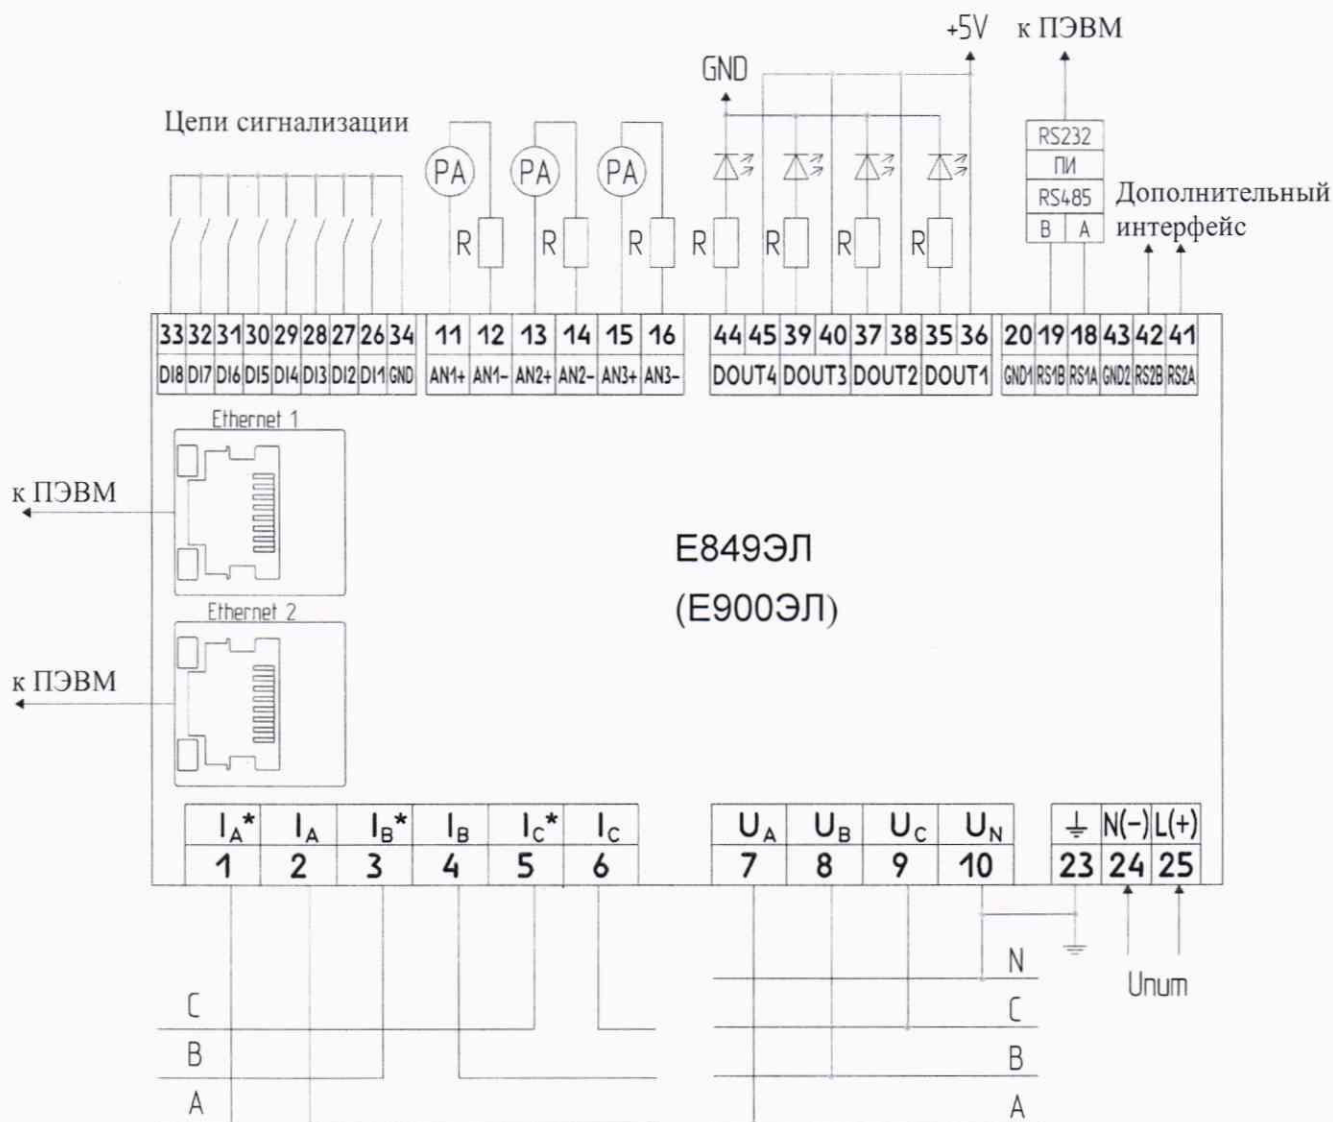 +5V к ПЭВМ
GND
Цепи сигнализации
RS232
ПИ
RS485
B A
Дополнительный
интерфейс
PA PA PA
R R R R R R R
33 32 31 30 29 28 27 26 34 11 12 13 14 15 16 44 45 39 40 37 38 35 36 20 19 18 43 42 41
DI8 DI7 DI6 DI5 DI4 DI3 DI2 DI1 GND AN1+ AN1- AN2+ AN2- AN3+ AN3- DOUT4 DOUT3 DOUT2 DOUT1 GND1 RS1B RS1A GND2 RS2B RS2A
Ethernet 1
к ПЭВМ
E849ЭЛ
(E900ЭЛ)
Ethernet 2
к ПЭВМ
IA* IA IB* IB IC* IC UA UB UC UN ⏚ N(-) L(+)
1 2 3 4 5 6 7 8 9 10 23 24 25
Uпит
N
C C
B B
A A